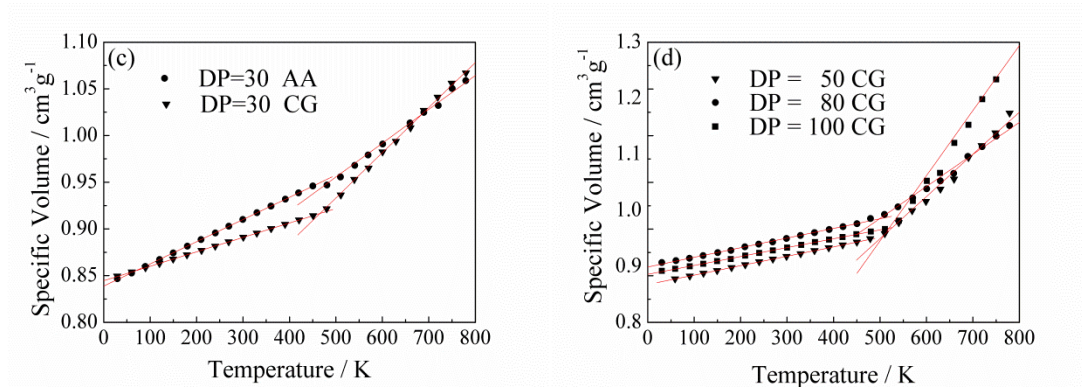 (c)
DP=30 AA
DP=30 CG
1.10
1.05
1.00
0.95
0.90
0.85
0.80
0 100 200 300 400 500 600 700 800
Specific Volume / cm³g⁻¹
Temperature / K
(d)
DP = 50 CG
DP = 80 CG
DP = 100 CG
1.3
1.2
1.1
1.0
0.9
0.8
0 100 200 300 400 500 600 700 800
Specific Volume / cm³g⁻¹
Temperature / K